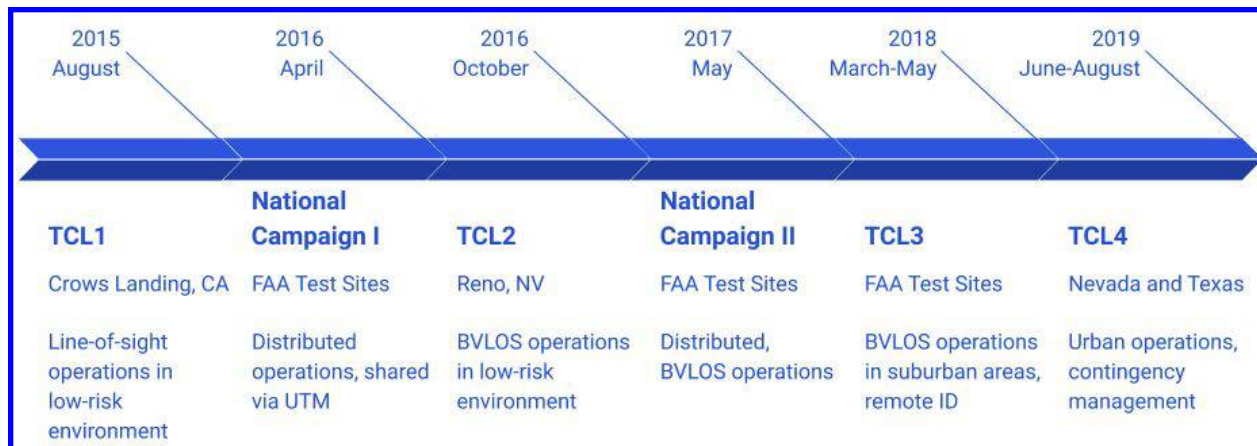 2015
August
2016
April
2016
October
2017
May
2018
March-May
2019
June-August
TCL1
Crows Landing, CA
Line-of-sight
operations in
low-risk
environment
National
Campaign I
FAA Test Sites
Distributed
operations, shared
via UTM
TCL2
Reno, NV
BVLOS operations
in low-risk
environment
National
Campaign II
FAA Test Sites
Distributed,
BVLOS operations
TCL3
FAA Test Sites
BVLOS operations
in suburban areas,
remote ID
TCL4
Nevada and Texas
Urban operations,
contingency
management